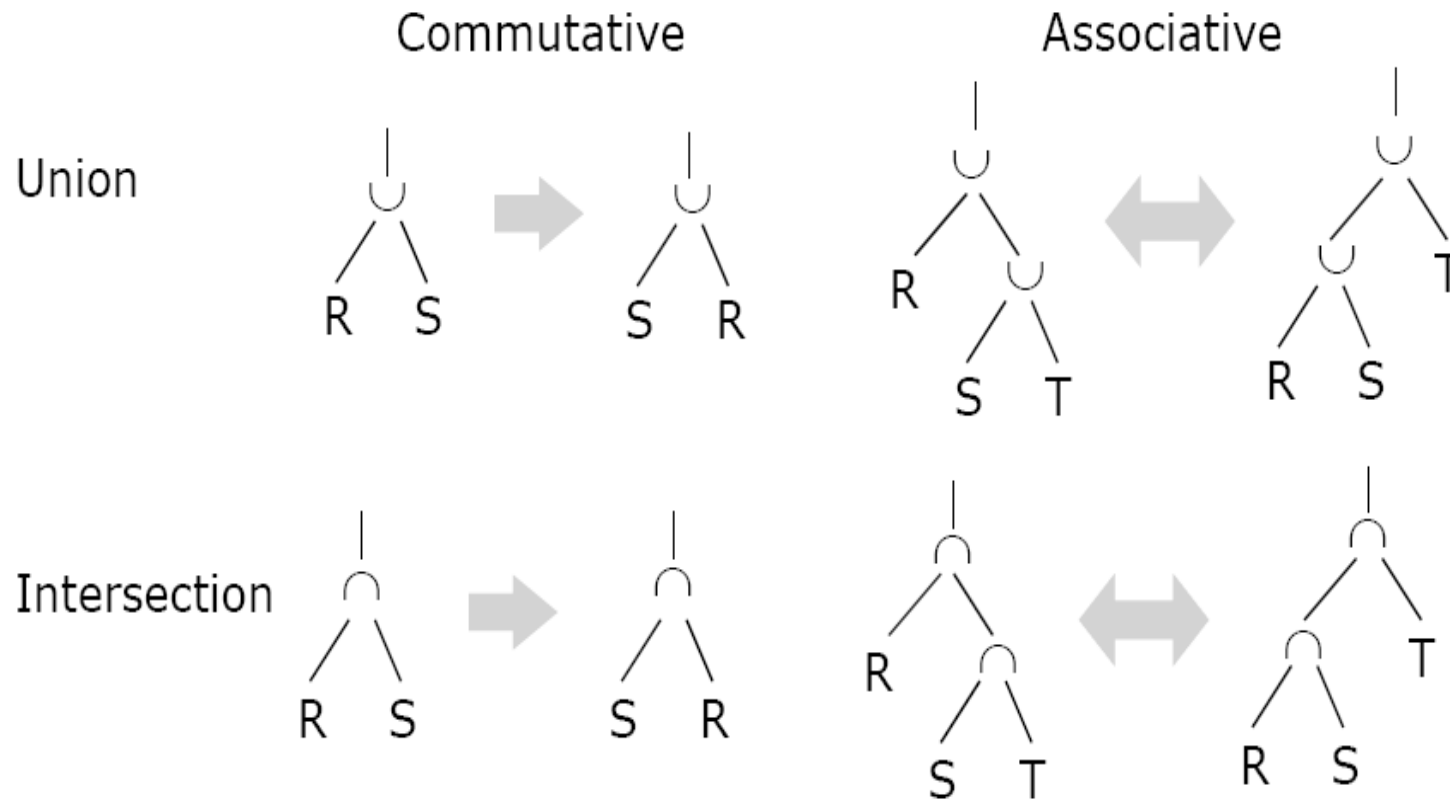 Commutative Associative
Union
∪ ∪ ∪ ∪
R S S R R ∪ ∪ T
S T R S
Intersection
∩ ∩ ∩ ∩
R S S R R ∩ ∩ T
S T R S